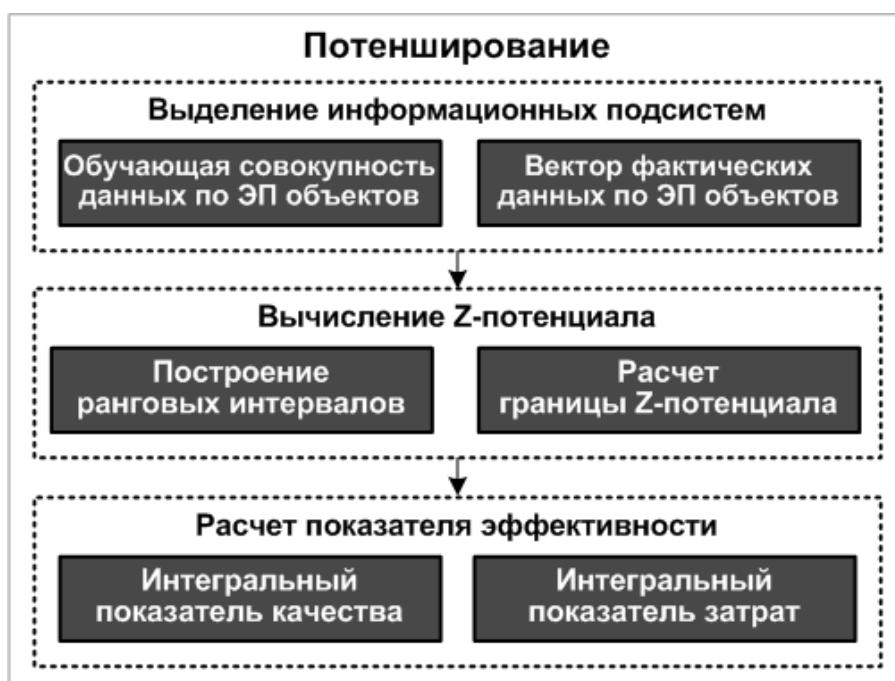 Потенширование
Выделение информационных подсистем
Обучающая совокупность
данных по ЭП объектов
Вектор фактических
данных по ЭП объектов
Вычисление Z-потенциала
Построение
ранговых интервалов
Расчет
границы Z-потенциала
Расчет показателя эффективности
Интегральный
показатель качества
Интегральный
показатель затрат